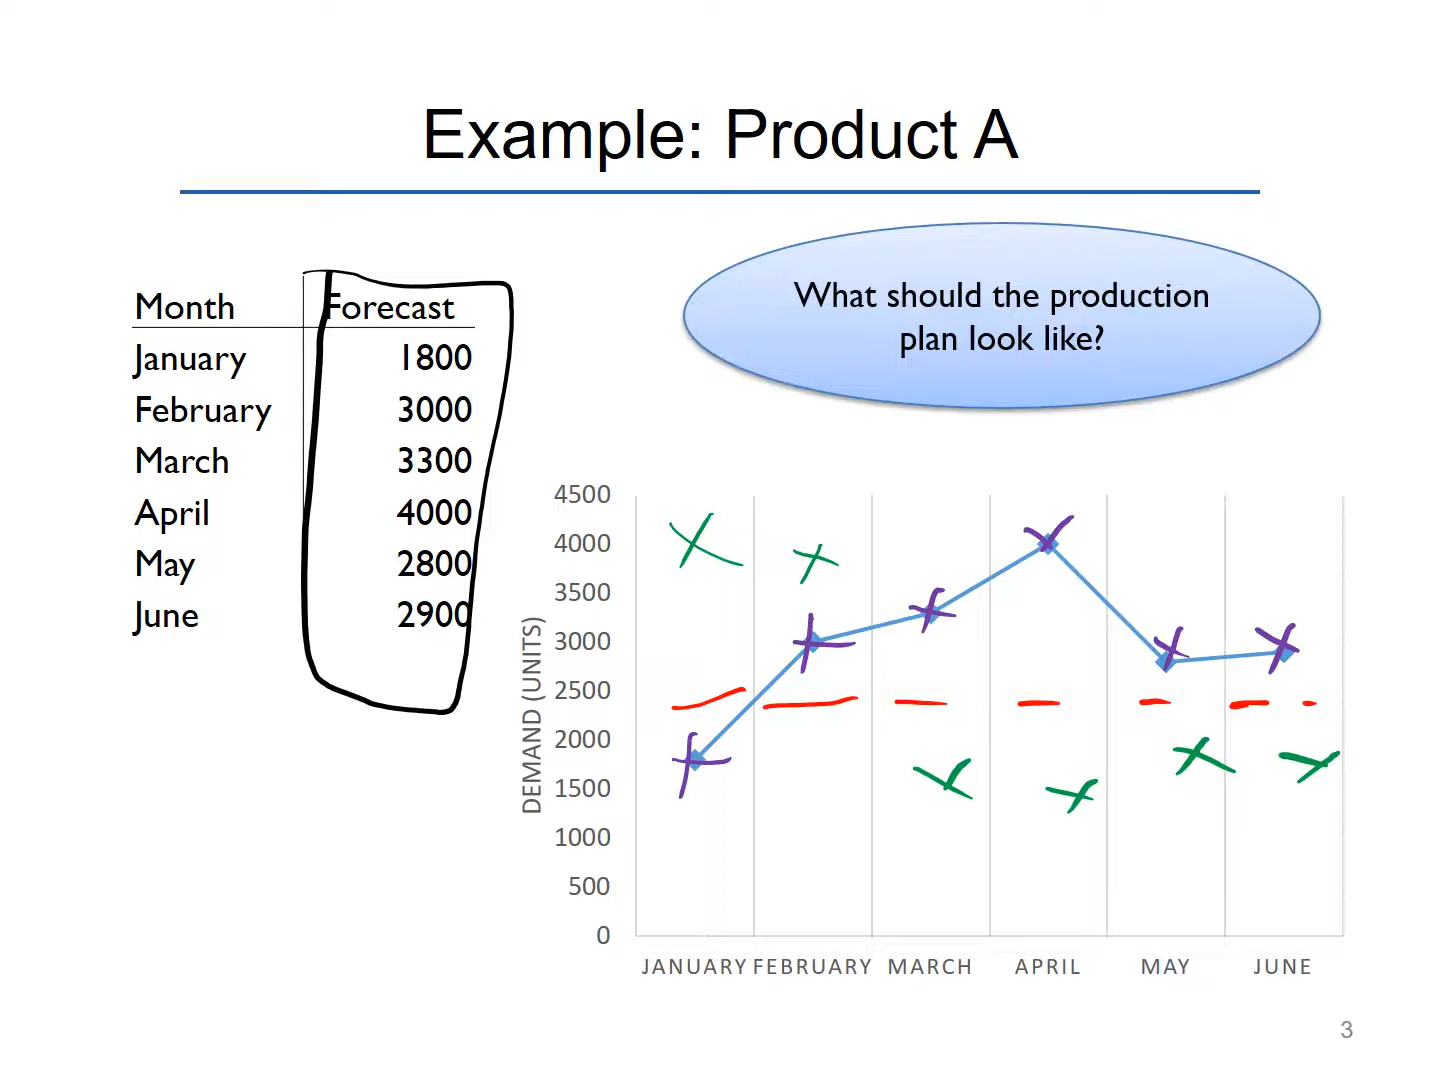 Example: Product A
Month Forecast
January 1800
February 3000
March 3300
April 4000
May 2800
June 2900
What should the production
plan look like?
DEMAND (UNITS)
4500
4000
3500
3000
2500
2000
1500
1000
500
0
JANUARY FEBRUARY MARCH APRIL MAY JUNE
3